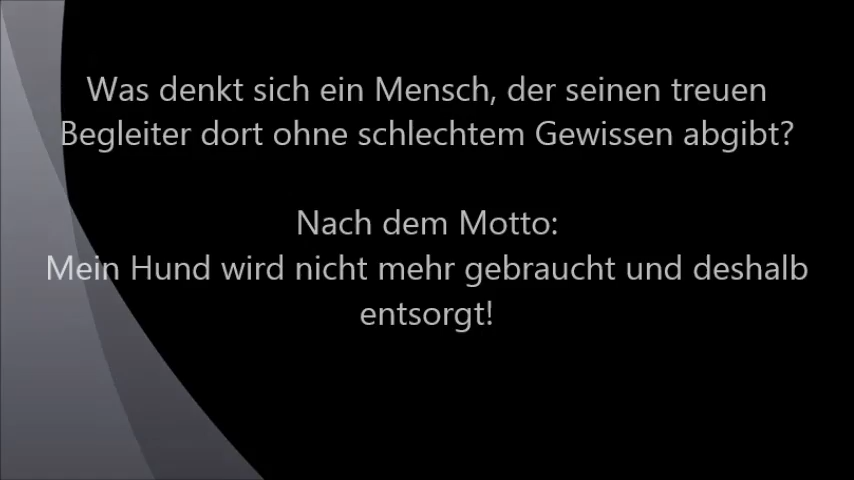 Was denkt sich ein Mensch, der seinen treuen
Begleiter dort ohne schlechtem Gewissen abgibt?
Nach dem Motto:
Mein Hund wird nicht mehr gebraucht und deshalb
entsorgt!